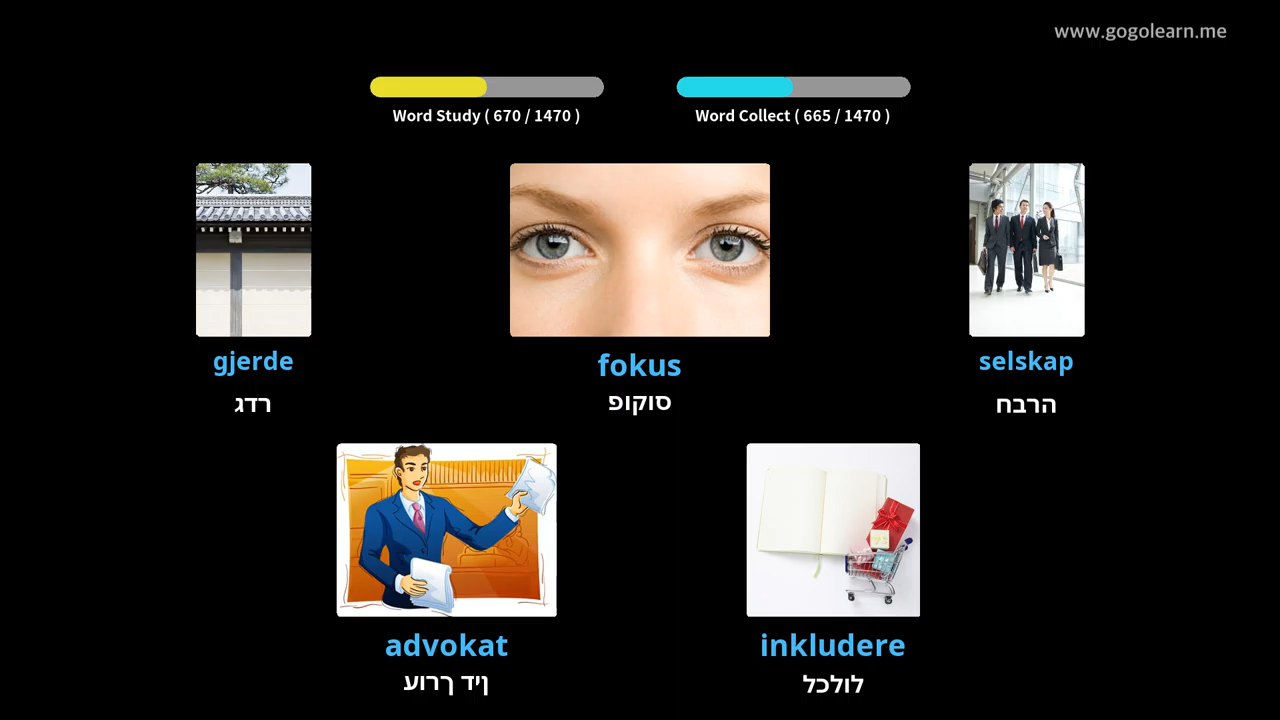 www.gogolearn.me
Word Study ( 670 / 1470 )
Word Collect ( 665 / 1470 )
gjerde
רדג
fokus
סוקופ
selskap
הרבח
advokat
ןיד ךרוע
inkludere
לולכל